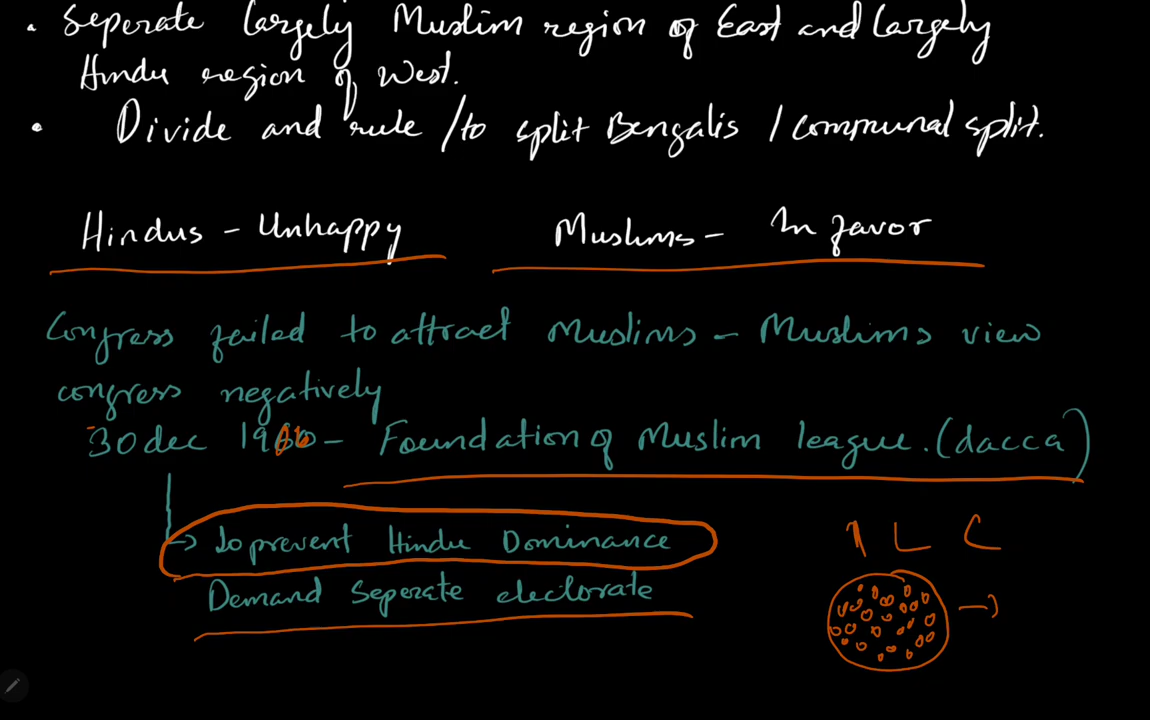 • Seperate largely Muslim region of East and largely
Hindu region of West.
• Divide and rule / to split Bengalis / communal split.
Hindus - Unhappy
Muslims - In favor
Congress failed to attract Muslims - Muslims view
congress negatively
30 dec - Foundation of Muslim league. (dacca)
→ To prevent Hindu Dominance
Demand Seperate electorate
1 L C